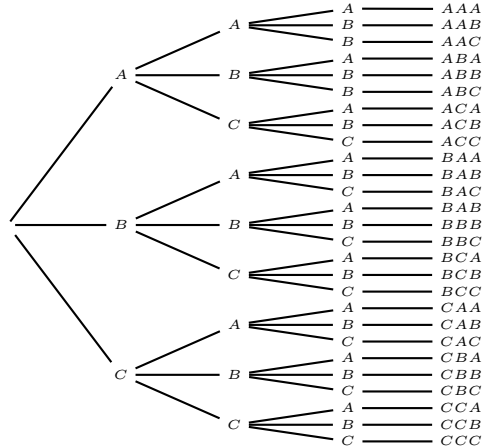 A AAA
A B AAB
B AAC
A ABA
A B B ABB
B ABC
A ACA
C B ACB
C ACC
A BAA
A B BAB
C BAC
A BAB
B B B BBB
C BBC
A BCA
C B BCB
C BCC
A CAA
A B CAB
C CAC
A CBA
C B B CBB
C CBC
A CCA
C B CCB
C CCC